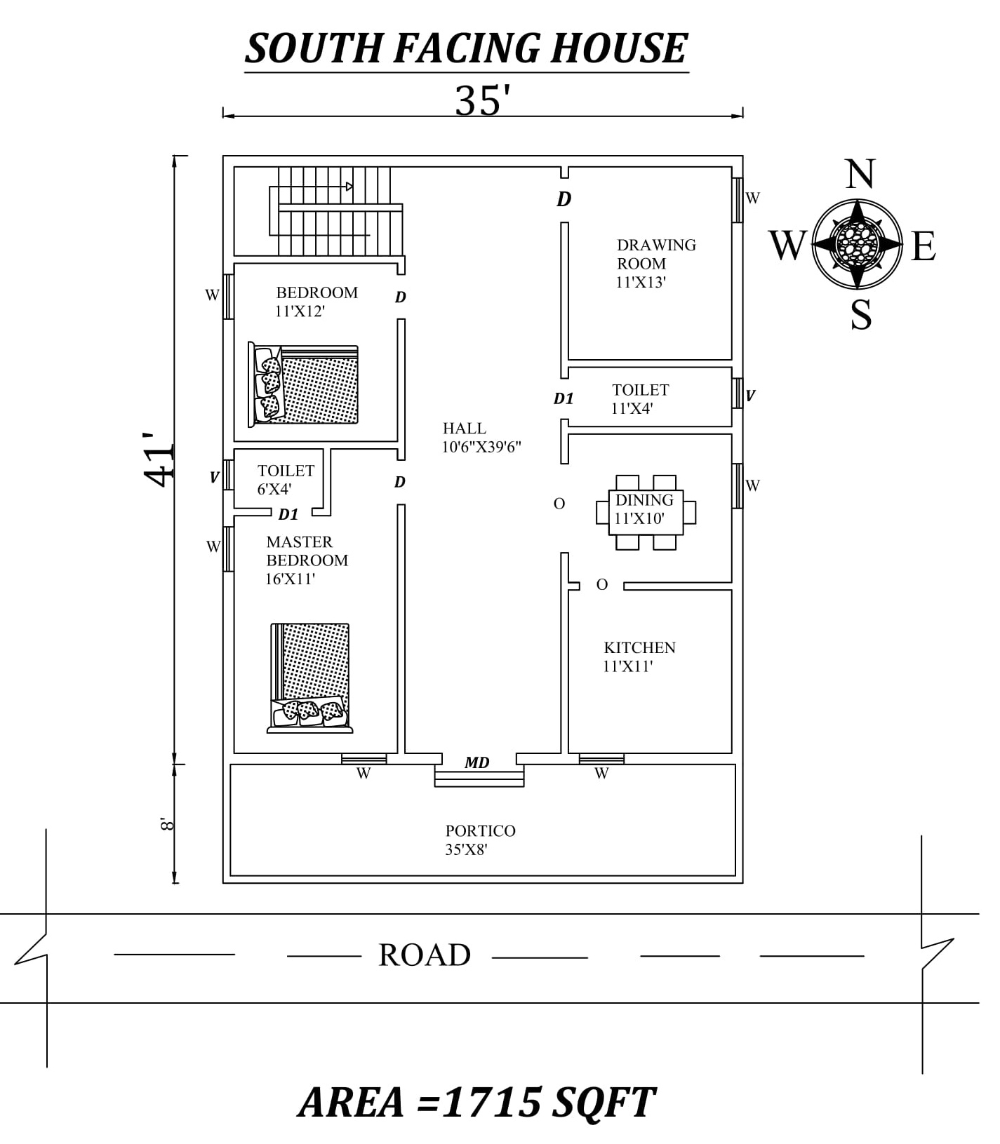 SOUTH FACING HOUSE
35'
N
W
E
S
D
W
DRAWING
ROOM
11'X13'
W
BEDROOM
11'X12'
D
TOILET
11'X4'
D1
V
HALL
10'6"X39'6"
41'
V
TOILET
6'X4'
D
D1
W
O
DINING
11'X10'
W
MASTER
BEDROOM
16'X11'
O
KITCHEN
11'X11'
MD
W
W
8'
PORTICO
35'X8'
ROAD
AREA =1715 SQFT